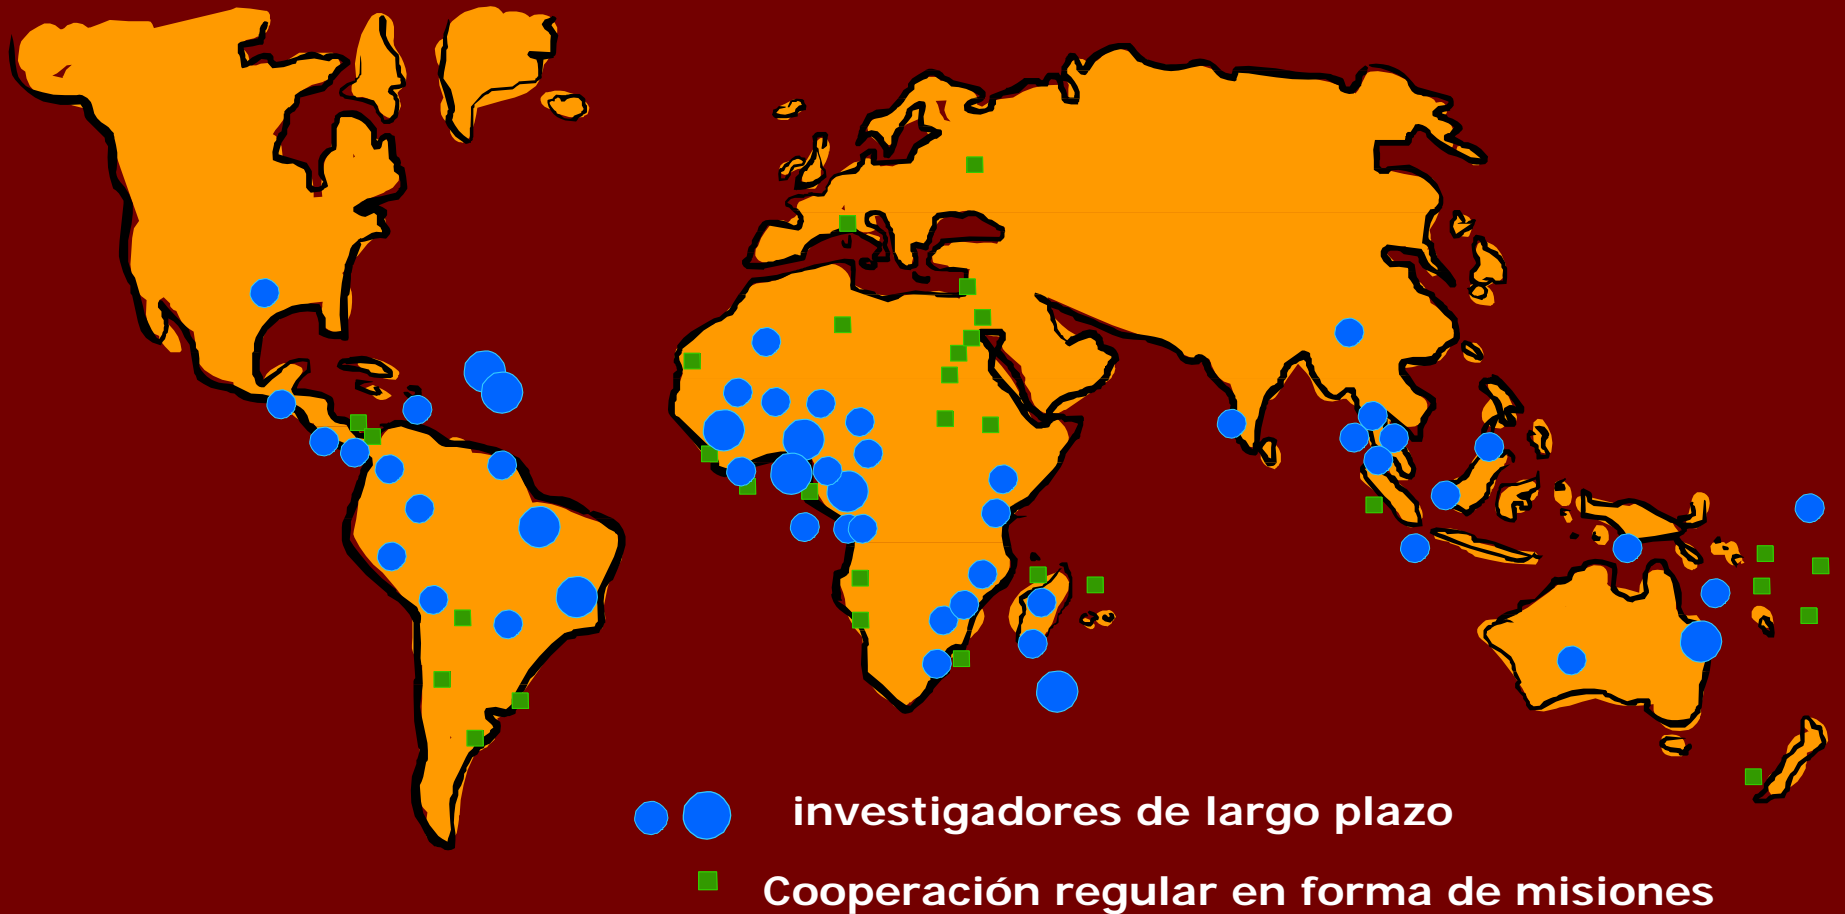 investigadores de largo plazo
Cooperación regular en forma de misiones